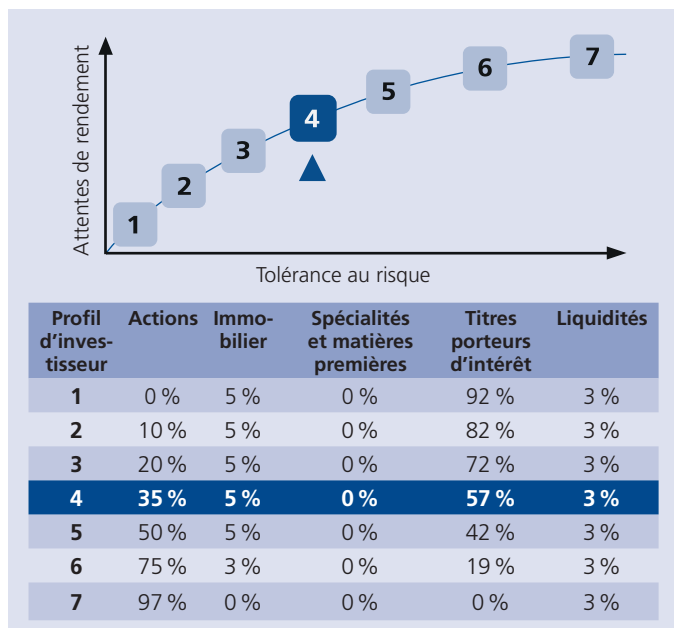 Attentes de rendement
1
2
3
4
5
6
7
Tolérance au risque
Profil d'inves-tisseur Actions Immo-bilier Spécialités et matières premières Titres porteurs d'intérêt Liquidités
1 0 % 5 % 0 % 92 % 3 %
2 10 % 5 % 0 % 82 % 3 %
3 20 % 5 % 0 % 72 % 3 %
4 35 % 5 % 0 % 57 % 3 %
5 50 % 5 % 0 % 42 % 3 %
6 75 % 3 % 0 % 19 % 3 %
7 97 % 0 % 0 % 0 % 3 %